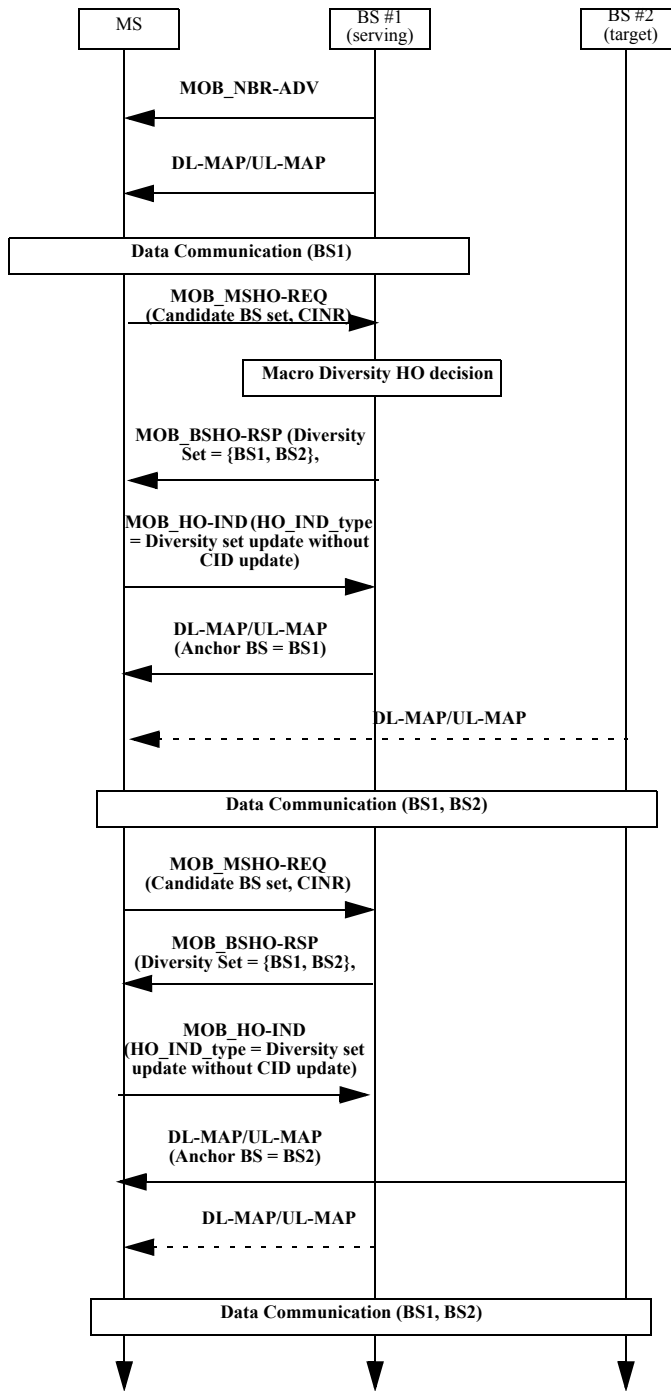 MS
BS #1
(serving)
BS #2
(target)
MOB_NBR-ADV
DL-MAP/UL-MAP
Data Communication (BS1)
MOB_MSHO-REQ
(Candidate BS set, CINR)
Macro Diversity HO decision
MOB_BSHO-RSP (Diversity
Set = {BS1, BS2},
MOB_HO-IND (HO_IND_type
= Diversity set update without
CID update)
DL-MAP/UL-MAP
(Anchor BS = BS1)
DL-MAP/UL-MAP
Data Communication (BS1, BS2)
MOB_MSHO-REQ
(Candidate BS set, CINR)
MOB_BSHO-RSP
(Diversity Set = {BS1, BS2},
MOB_HO-IND
(HO_IND_type = Diversity set
update without CID update)
DL-MAP/UL-MAP
(Anchor BS = BS2)
DL-MAP/UL-MAP
Data Communication (BS1, BS2)